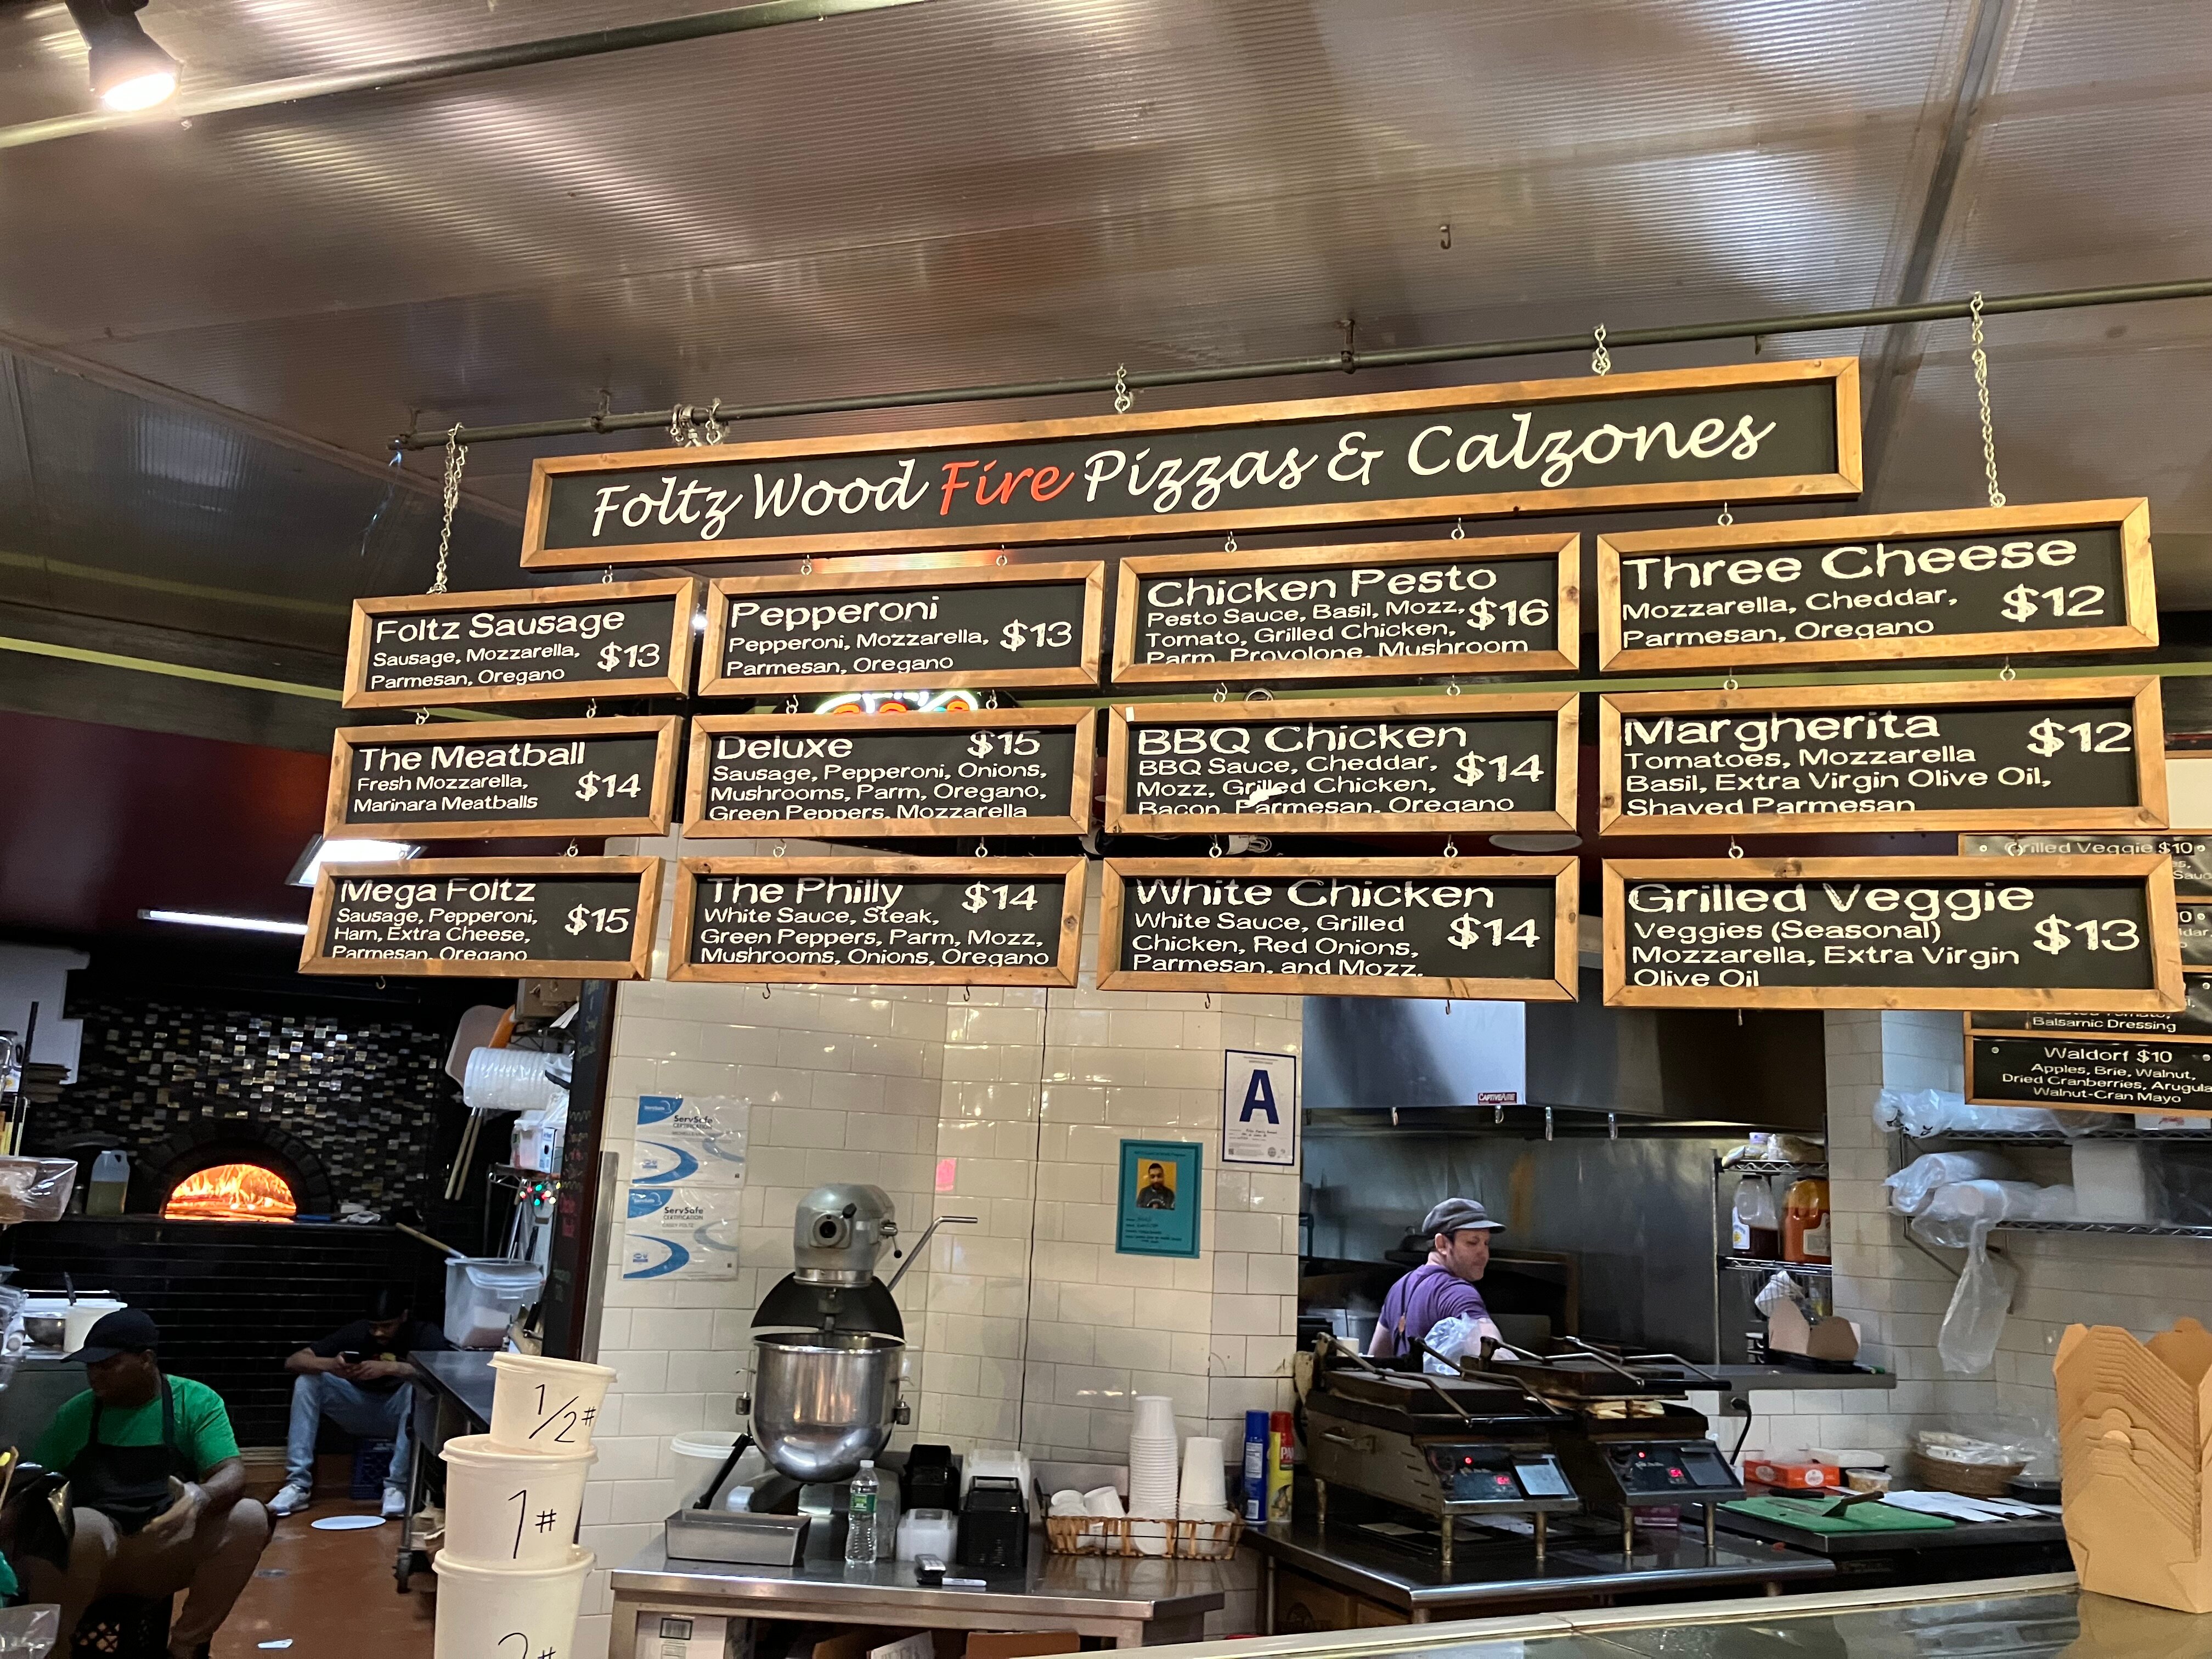 Foltz Wood Fire Pizzas & Calzones
Foltz Sausage
Sausage, Mozzarella,
Parmesan, Oregano
$13
Pepperoni
Pepperoni, Mozzarella,
Parmesan, Oregano
$13
Chicken Pesto
Pesto Sauce, Basil, Mozz,
Tomato, Grilled Chicken,
Parm, Provolone, Mushroom
$16
Three Cheese
Mozzarella, Cheddar,
Parmesan, Oregano
$12
The Meatball
Fresh Mozzarella,
Marinara Meatballs
$14
Deluxe $15
Sausage, Pepperoni, Onions,
Mushrooms, Parm, Oregano,
Green Peppers, Mozzarella
BBQ Chicken
BBQ Sauce, Cheddar,
Mozz, Grilled Chicken,
Bacon, Parmesan, Oregano
$14
Margherita $12
Tomatoes, Mozzarella
Basil, Extra Virgin Olive Oil,
Shaved Parmesan
Mega Foltz
Sausage, Pepperoni,
Ham, Extra Cheese,
Parmesan, Oregano
$15
The Philly $14
White Sauce, Steak,
Green Peppers, Parm, Mozz,
Mushrooms, Onions, Oregano
White Chicken
White Sauce, Grilled
Chicken, Red Onions,
Parmesan, and Mozz,
$14
Grilled Veggie
Veggies (Seasonal)
Mozzarella, Extra Virgin
Olive Oil
$13
Grilled Veggie $10
Balsamic Dressing
Waldorf $10
Apples, Brie, Walnut,
Dried Cranberries, Arugula
Walnut-Cran Mayo
ServSafe
CERTIFICATION
ServSafe
CERTIFICATION
A
CAPTIVEAIRE
1/2#
1#
2#